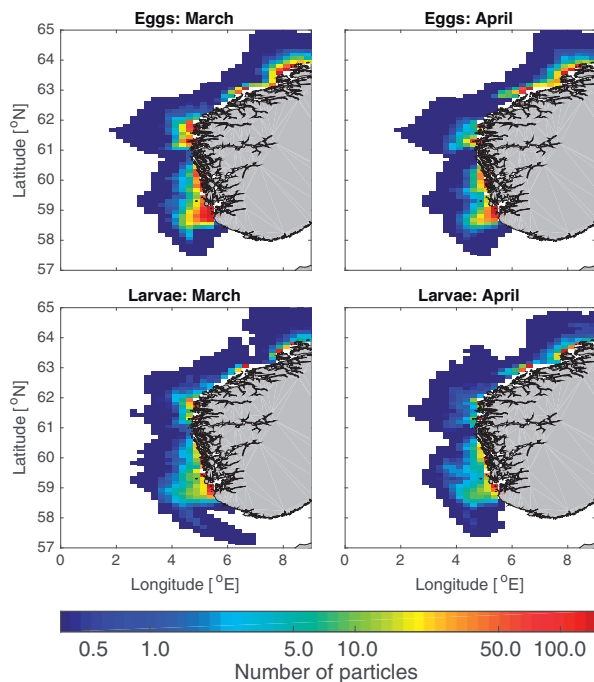 Eggs: March
Eggs: April
65
64
63
62
61
60
59
58
57
Latitude [°N]
Larvae: March
Larvae: April
65
64
63
62
61
60
59
58
57
Latitude [°N]
0 2 4 6 8
0 2 4 6 8
Longitude [°E]
Longitude [°E]
0.5 1.0 5.0 10.0 50.0 100.0
Number of particles